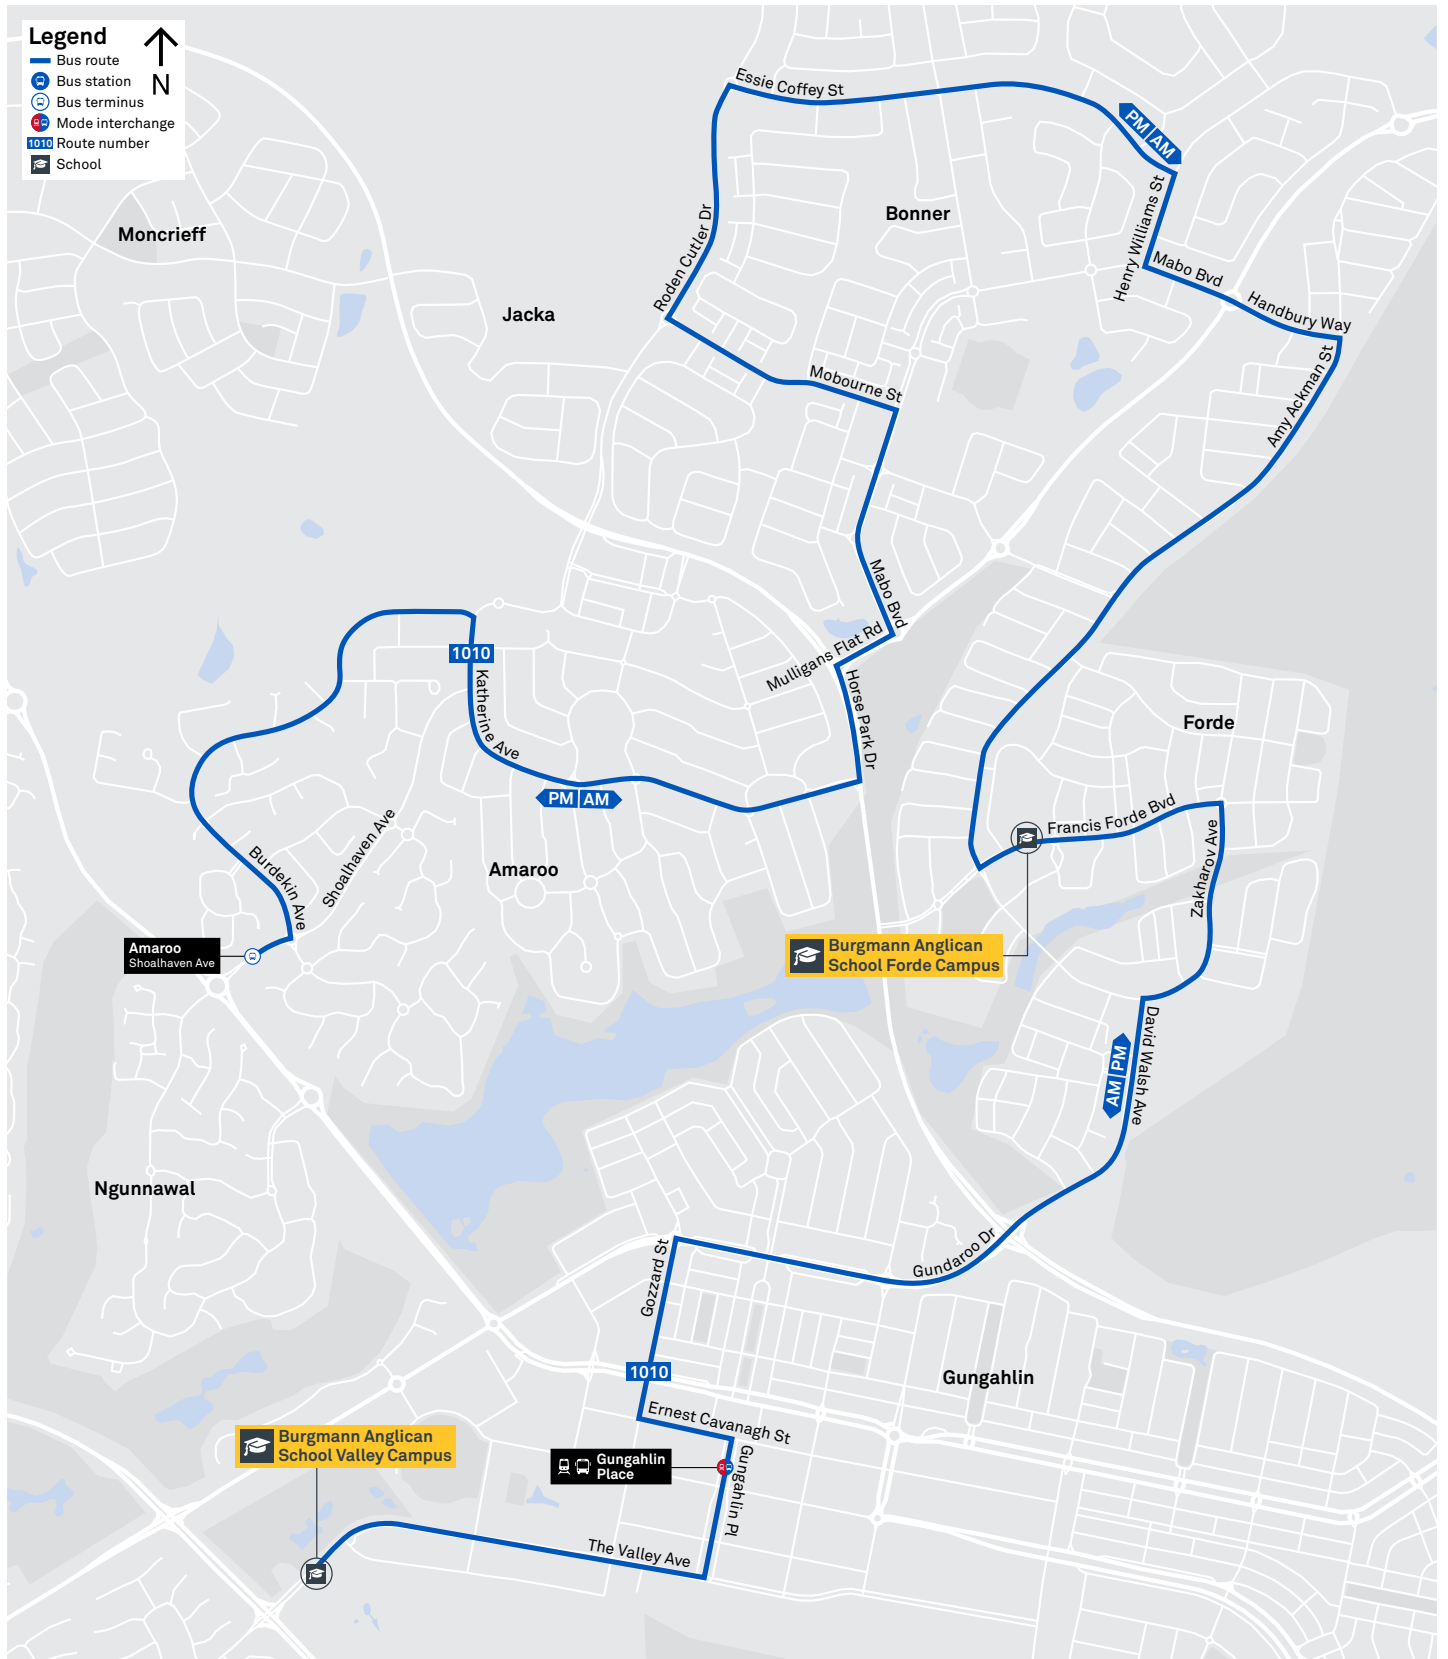 Legend
N
Bus route
Bus station
Bus terminus
Mode interchange
1010 Route number
School
Essie Coffey St
PM AM
Bonner
Moncrieff
Henry Williams St
Roden Cutler Dr
Mabo Bvd
Handbury Way
Jacka
Amy Ackman St
Mobourne St
Mabo Bvd
Mulligans Flat Rd
1010
Katherine Ave
Horse Park Dr
Forde
PM AM
Francis Forde Bvd
Zakharov Ave
Shoalhaven Ave
Burdekin Ave
Amaroo
Amaroo
Shoalhaven Ave
Burgmann Anglican
School Forde Campus
David Walsh Ave
AM PM
Ngunnawal
Gundaroo Dr
Gozzard St
1010
Gungahlin
Ernest Cavanagh St
Burgmann Anglican
School Valley Campus
Gungahlin
Place
Gungahlin Pl
The Valley Ave